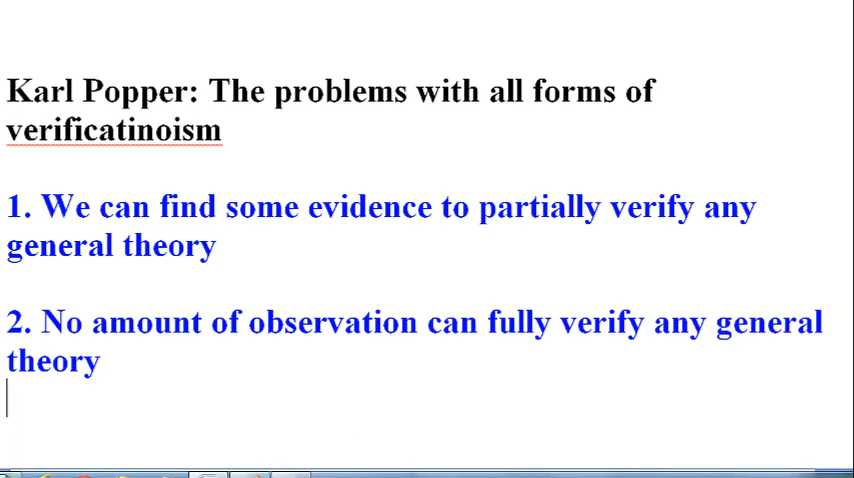 Karl Popper: The problems with all forms of
verificatinoism
1. We can find some evidence to partially verify any
general theory
2. No amount of observation can fully verify any general
theory